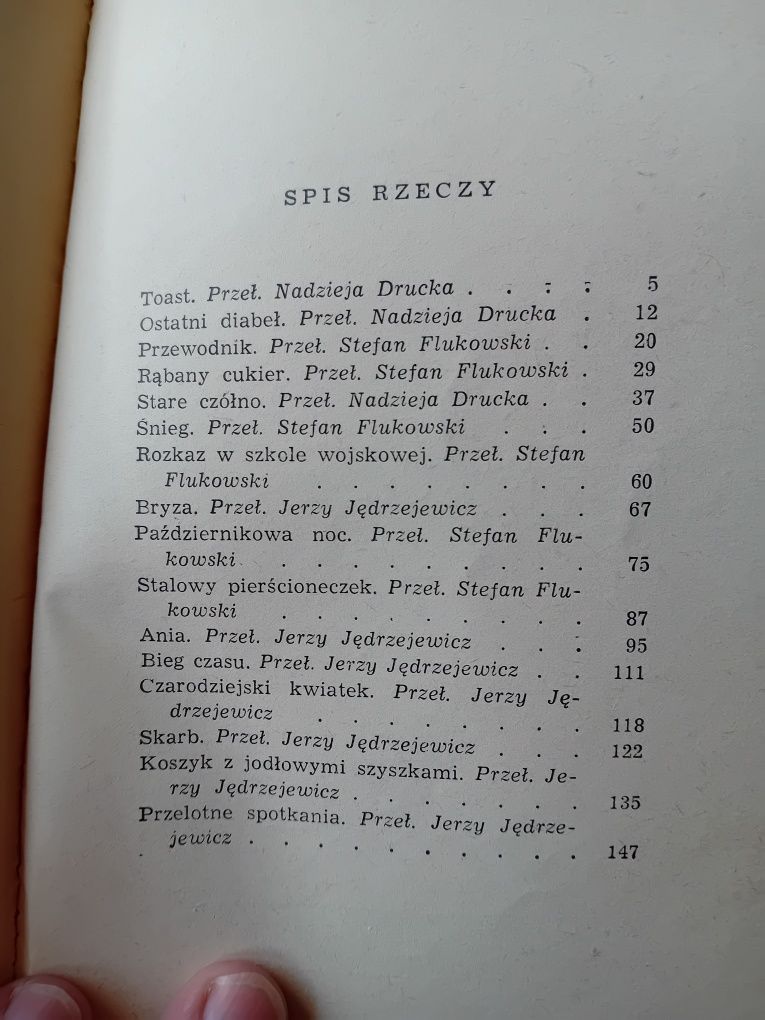 SPIS RZECZY
Toast. Przeł. Nadzieja Drucka . . . . 5
Ostatni diabeł. Przeł. Nadzieja Drucka . 12
Przewodnik. Przeł. Stefan Flukowski . . 20
Rąbany cukier. Przeł. Stefan Flukowski . 29
Stare czółno. Przeł. Nadzieja Drucka . . 37
Śnieg. Przeł. Stefan Flukowski . . . 50
Rozkaz w szkole wojskowej. Przeł. Stefan
Flukowski . . . . . . . 60
Bryza. Przeł. Jerzy Jędrzejewicz . . . 67
Październikowa noc. Przeł. Stefan Flu-
kowski . . . . . . . . . 75
Stalowy pierścioneczek. Przeł. Stefan Flu-
kowski . . . . . . . . . 87
Ania. Przeł. Jerzy Jędrzejewicz . . . 95
Bieg czasu. Przeł. Jerzy Jędrzejewicz . . 111
Czarodziejski kwiatek. Przeł. Jerzy Ję-
drzejewicz . . . . . . . 118
Skarb. Przeł. Jerzy Jędrzejewicz . . . 122
Koszyk z jodłowymi szyszkami. Przeł. Je-
rzy Jędrzejewicz . . . . . . . 135
Przelotne spotkania. Przeł. Jerzy Jędrze-
jewicz . . . . . . . . . . 147